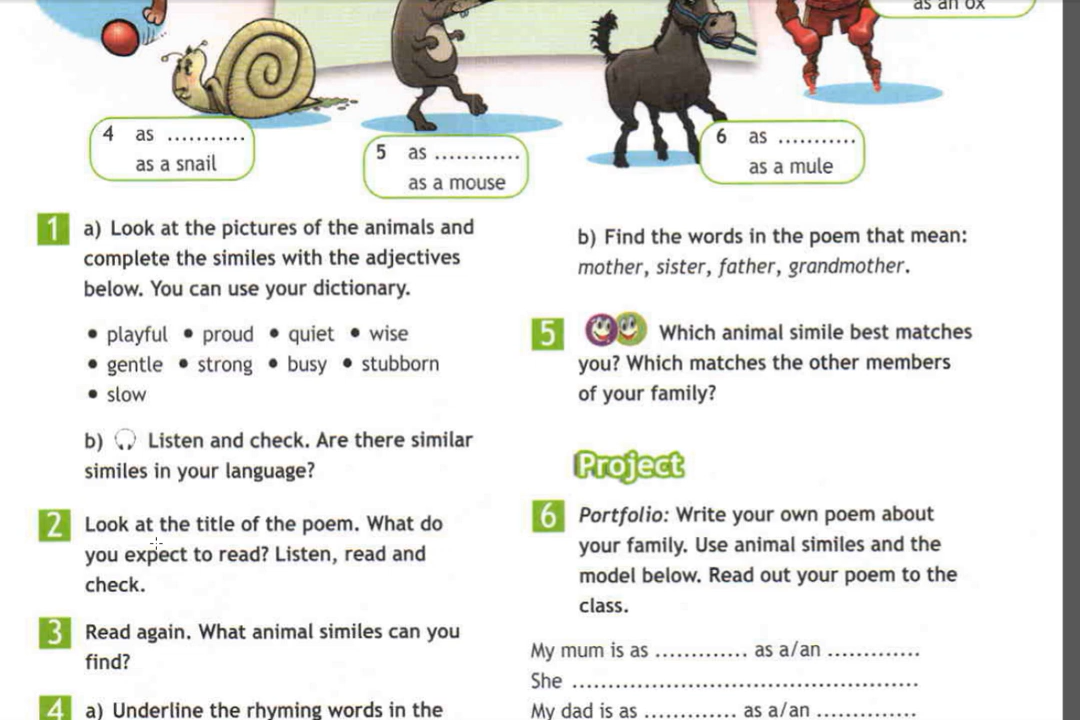 as an ox
4 as ...........
as a snail
5 as ............
as a mouse
6 as ...........
as a mule
1 a) Look at the pictures of the animals and
complete the similes with the adjectives
below. You can use your dictionary.
• playful • proud • quiet • wise
• gentle • strong • busy • stubborn
• slow
b) Listen and check. Are there similar
similes in your language?
2 Look at the title of the poem. What do
you expect to read? Listen, read and
check.
3 Read again. What animal similes can you
find?
4 a) Underline the rhyming words in the
b) Find the words in the poem that mean:
mother, sister, father, grandmother.
5 Which animal simile best matches
you? Which matches the other members
of your family?
Project
6 Portfolio: Write your own poem about
your family. Use animal similes and the
model below. Read out your poem to the
class.
My mum is as ............. as a/an .............
She .................................................
My dad is as ............. as a/an ..............